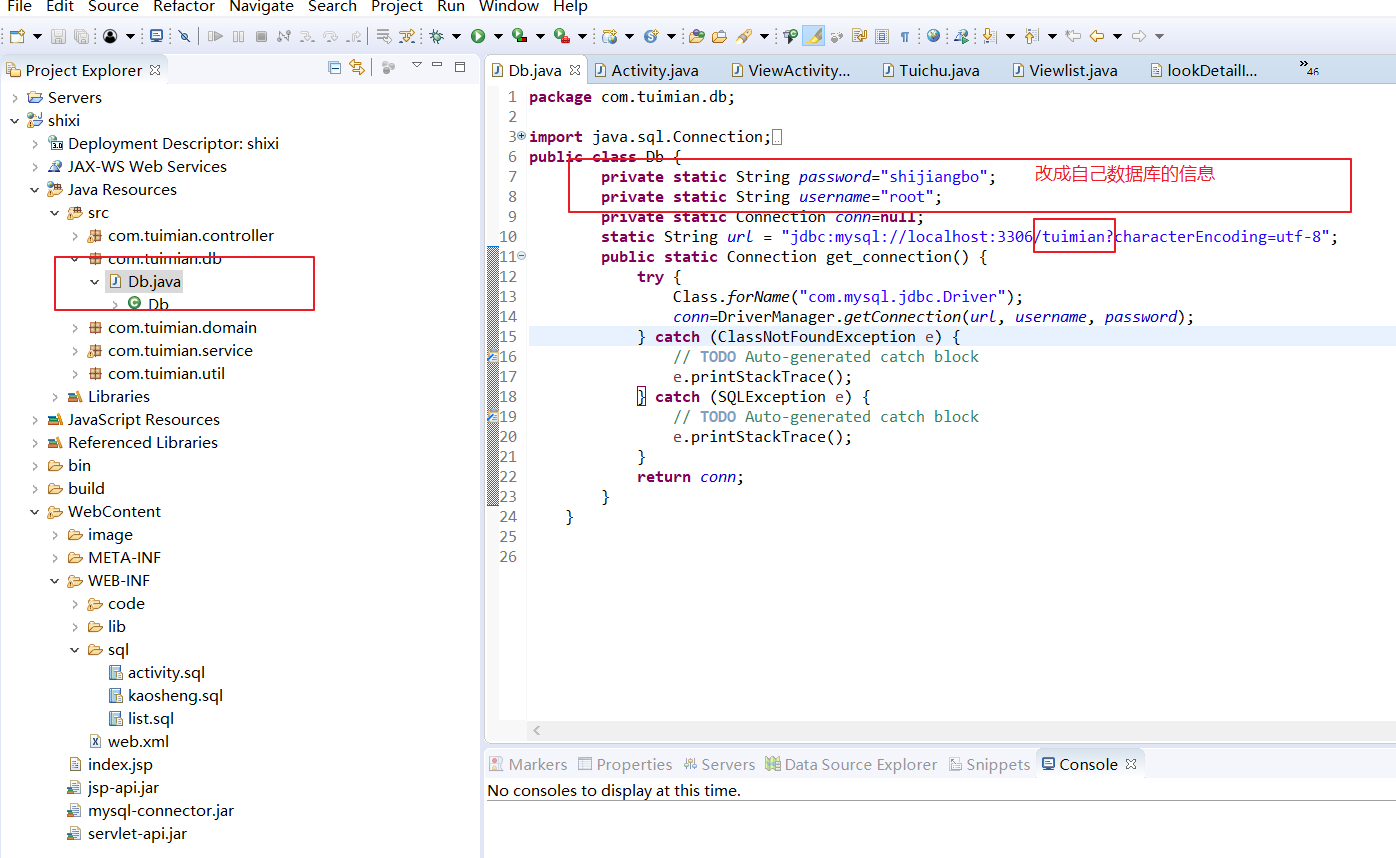 File Edit Source Refactor Navigate Search Project Run Window Help
Project Explorer
Servers
shixi
Deployment Descriptor: shixi
JAX-WS Web Services
Java Resources
src
com.tuimian.controller
com.tuimian.db
Db.java
Db
com.tuimian.domain
com.tuimian.service
com.tuimian.util
Libraries
JavaScript Resources
Referenced Libraries
bin
build
WebContent
image
META-INF
WEB-INF
code
lib
sql
activity.sql
kaosheng.sql
list.sql
web.xml
index.jsp
jsp-api.jar
mysql-connector.jar
servlet-api.jar
Db.java Activity.java ViewActivity... Tuichu.java Viewlist.java lookDetailI... »46
1 package com.tuimian.db;
2
3 import java.sql.Connection;
6 public class Db {
7 private static String password="shijiangbo"; 改成自己数据库的信息
8 private static String username="root";
9 private static Connection conn=null;
10 static String url = "jdbc:mysql://localhost:3306/tuimian?characterEncoding=utf-8";
11 public static Connection get_connection() {
12 try {
13 Class.forName("com.mysql.jdbc.Driver");
14 conn=DriverManager.getConnection(url, username, password);
15 } catch (ClassNotFoundException e) {
16 // TODO Auto-generated catch block
17 e.printStackTrace();
18 } catch (SQLException e) {
19 // TODO Auto-generated catch block
20 e.printStackTrace();
21 }
22 return conn;
23 }
24 }
25
26
Markers Properties Servers Data Source Explorer Snippets Console
No consoles to display at this time.